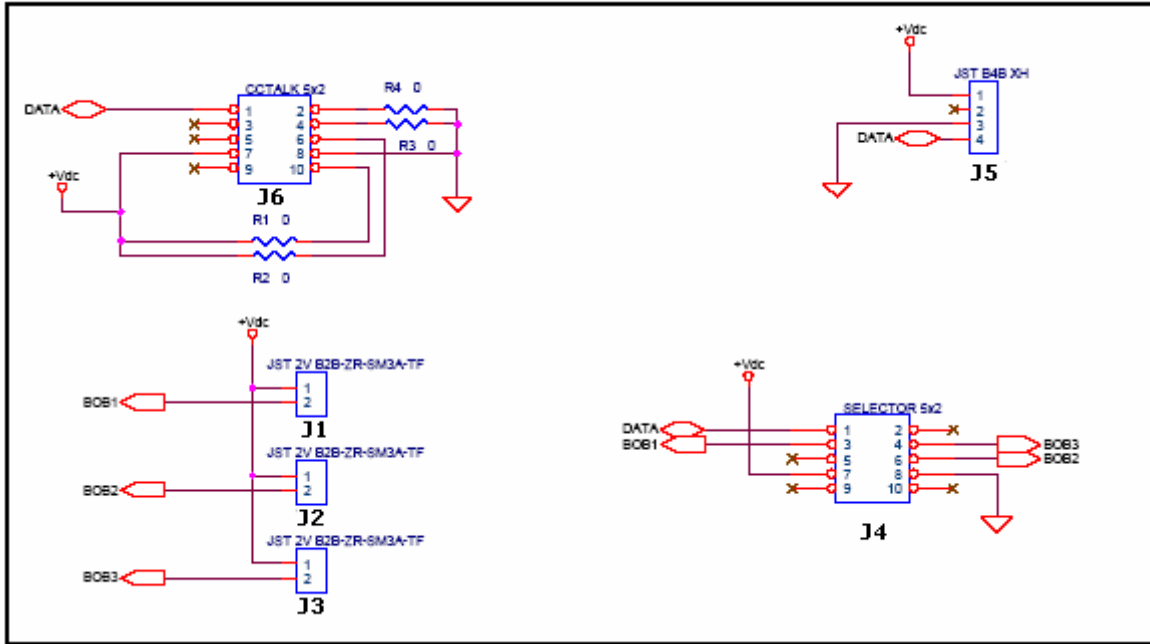 +Vdc
JST B4B XH
CCTALK 5x2
R4 0
DATA
1 2
3 4
5 6
7 8
9 10
R3 0
J6
+Vdc
R1 0
R2 0
1
2
3
4
DATA
J5
+Vdc
JST 2V B2B-ZR-SM3A-TF
1
2
BOB1
J1
JST 2V B2B-ZR-SM3A-TF
1
2
BOB2
J2
JST 2V B2B-ZR-SM3A-TF
1
2
BOB3
J3
+Vdc
SELECTOR 5x2
DATA 1 2
BOB1 3 4 BOB3
5 6 BOB2
7 8
9 10
J4